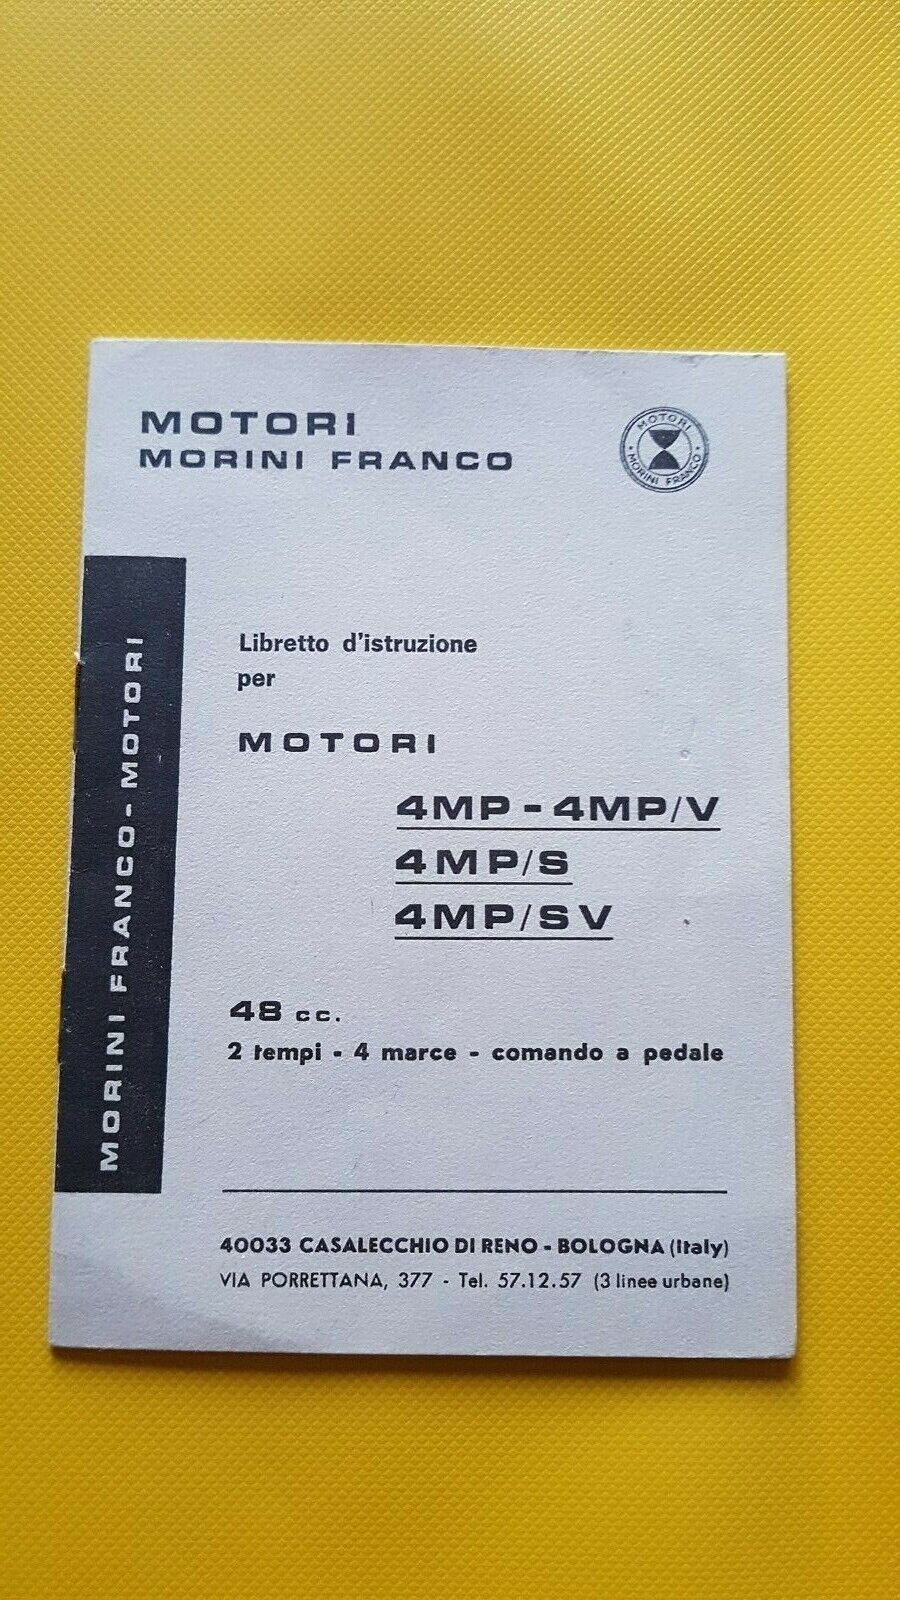 MOTORI
MORINI FRANCO
MOTORI
MORINI FRANCO
MORINI FRANCO - MOTORI
Libretto d'istruzione
per
MOTORI
4MP - 4MP/V
4MP/S
4MP/SV
48 cc.
2 tempi - 4 marce - comando a pedale
40033 CASALECCHIO DI RENO - BOLOGNA (Italy)
VIA PORRETTANA, 377 - Tel. 57.12.57 (3 linee urbane)